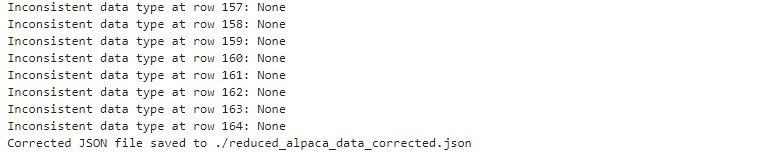 Inconsistent data type at row 157: None
Inconsistent data type at row 158: None
Inconsistent data type at row 159: None
Inconsistent data type at row 160: None
Inconsistent data type at row 161: None
Inconsistent data type at row 162: None
Inconsistent data type at row 163: None
Inconsistent data type at row 164: None
Corrected JSON file saved to ./reduced_alpaca_data_corrected.json